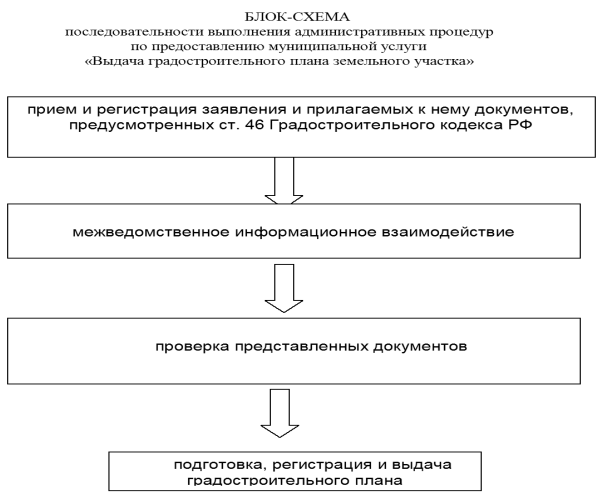 БЛОК-СХЕМА
последовательности выполнения административных процедур
по предоставлению муниципальной услуги
«Выдача градостроительного плана земельного участка»
прием и регистрация заявления и прилагаемых к нему документов,
предусмотренных ст. 46 Градостроительного кодекса РФ
межведомственное информационное взаимодействие
проверка представленных документов
подготовка, регистрация и выдача
градостроительного плана